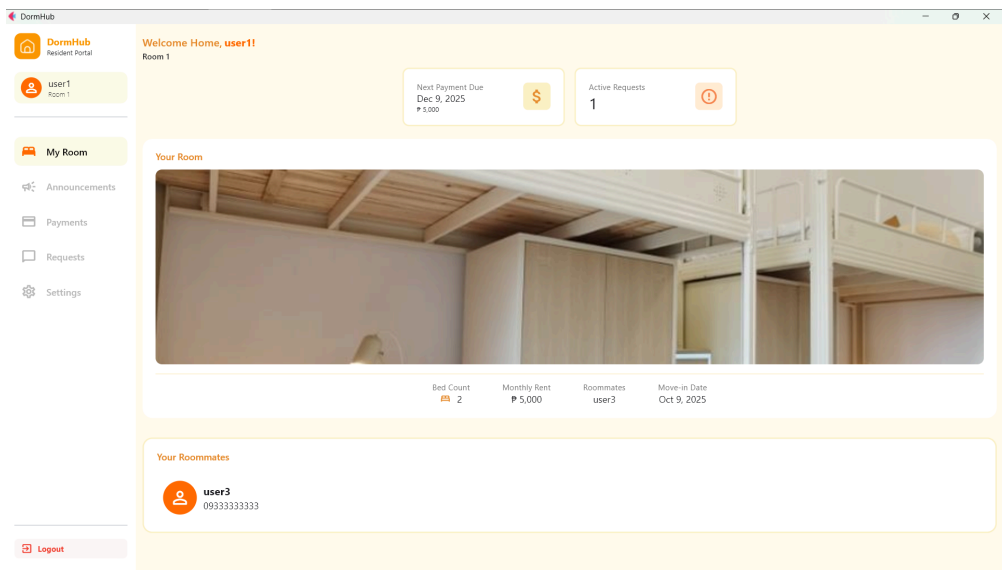 DormHub
DormHub
Resident Portal
user1
Room 1
My Room
Announcements
Payments
Requests
Settings
Logout
Welcome Home, user1!
Room 1
Next Payment Due
Dec 9, 2025
₱ 5,000
$
Active Requests
1
Your Room
Bed Count
2
Monthly Rent
₱ 5,000
Roommates
user3
Move-in Date
Oct 9, 2025
Your Roommates
user3
09333333333